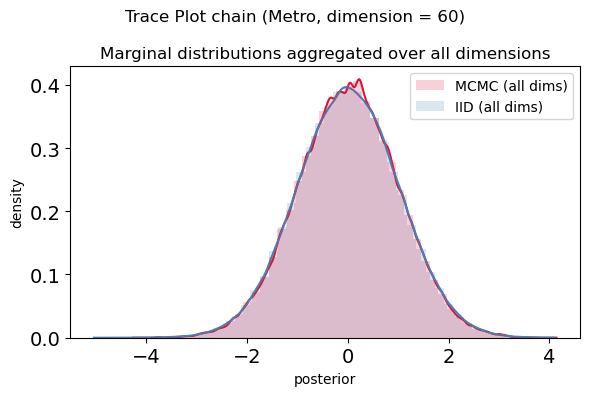 Trace Plot chain (Metro, dimension = 60)
Marginal distributions aggregated over all dimensions
MCMC (all dims)
IID (all dims)
density
0.4
0.3
0.2
0.1
0.0
−4
−2
0
2
4
posterior